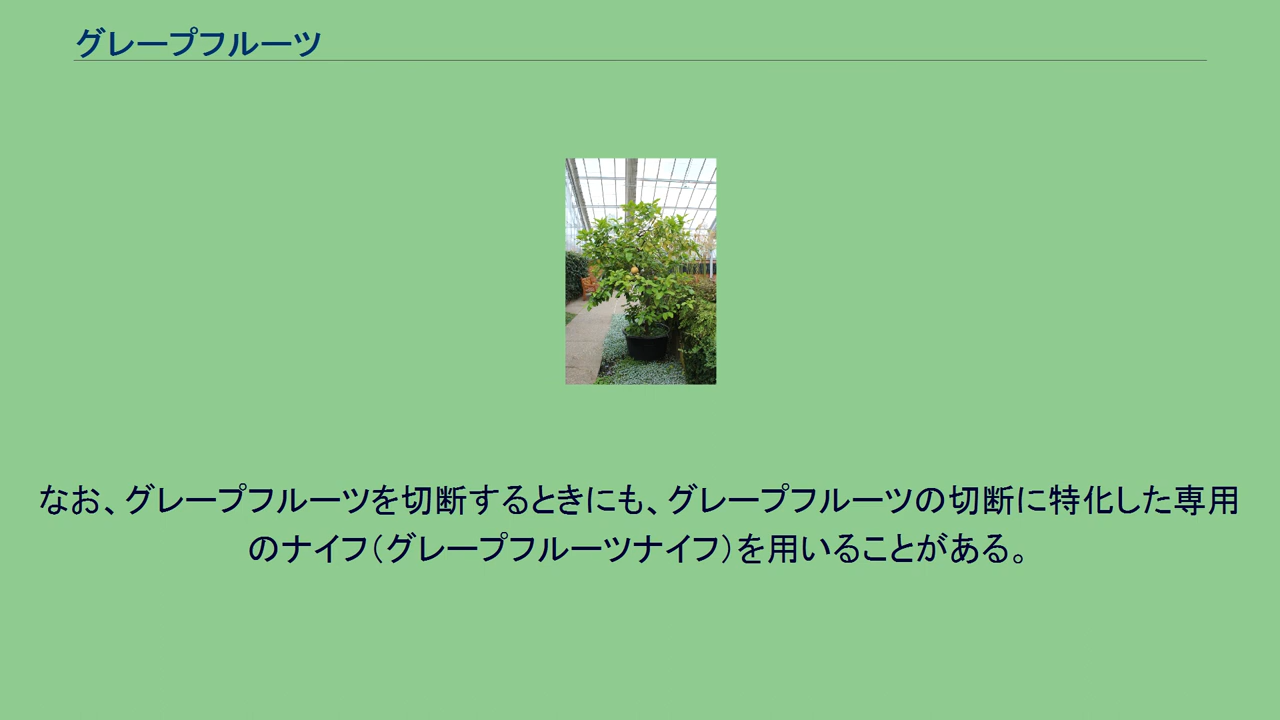 グレープフルーツ
なお、グレープフルーツを切断するときにも、グレープフルーツの切断に特化した専用
のナイフ（グレープフルーツナイフ）を用いることがある。